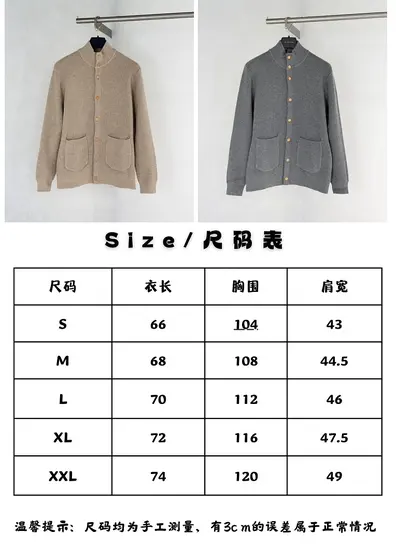 Size/尺码表
尺码 衣长 胸围 肩宽
S 66 104 43
M 68 108 44.5
L 70 112 46
XL 72 116 47.5
XXL 74 120 49
温馨提示：尺码均为手工测量、有3cm的误差属于正常情况